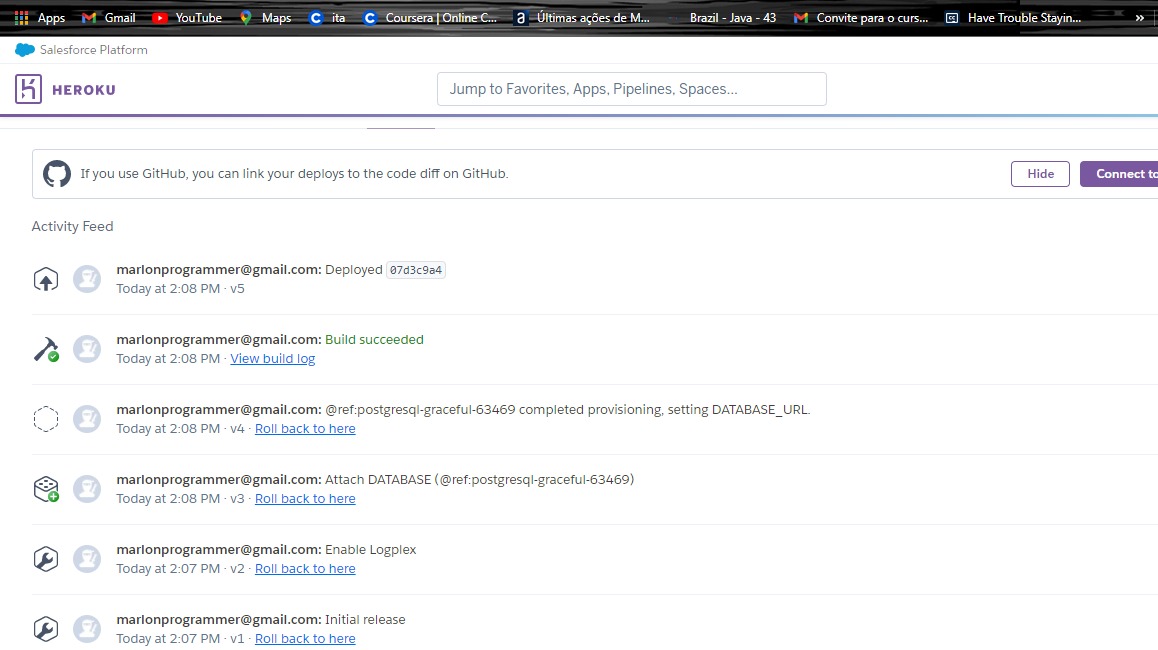 Apps Gmail YouTube Maps ita Coursera | Online C... Últimas ações de M... Brazil - Java - 43 Convite para o curs... Have Trouble Stayin... »
Salesforce Platform
HEROKU
Jump to Favorites, Apps, Pipelines, Spaces...
If you use GitHub, you can link your deploys to the code diff on GitHub.
Hide
Connect to
Activity Feed
marlonprogrammer@gmail.com: Deployed 07d3c9a4
Today at 2:08 PM · v5
marlonprogrammer@gmail.com: Build succeeded
Today at 2:08 PM · View build log
marlonprogrammer@gmail.com: @ref:postgresql-graceful-63469 completed provisioning, setting DATABASE_URL.
Today at 2:08 PM · v4 · Roll back to here
marlonprogrammer@gmail.com: Attach DATABASE (@ref:postgresql-graceful-63469)
Today at 2:08 PM · v3 · Roll back to here
marlonprogrammer@gmail.com: Enable Logplex
Today at 2:07 PM · v2 · Roll back to here
marlonprogrammer@gmail.com: Initial release
Today at 2:07 PM · v1 · Roll back to here